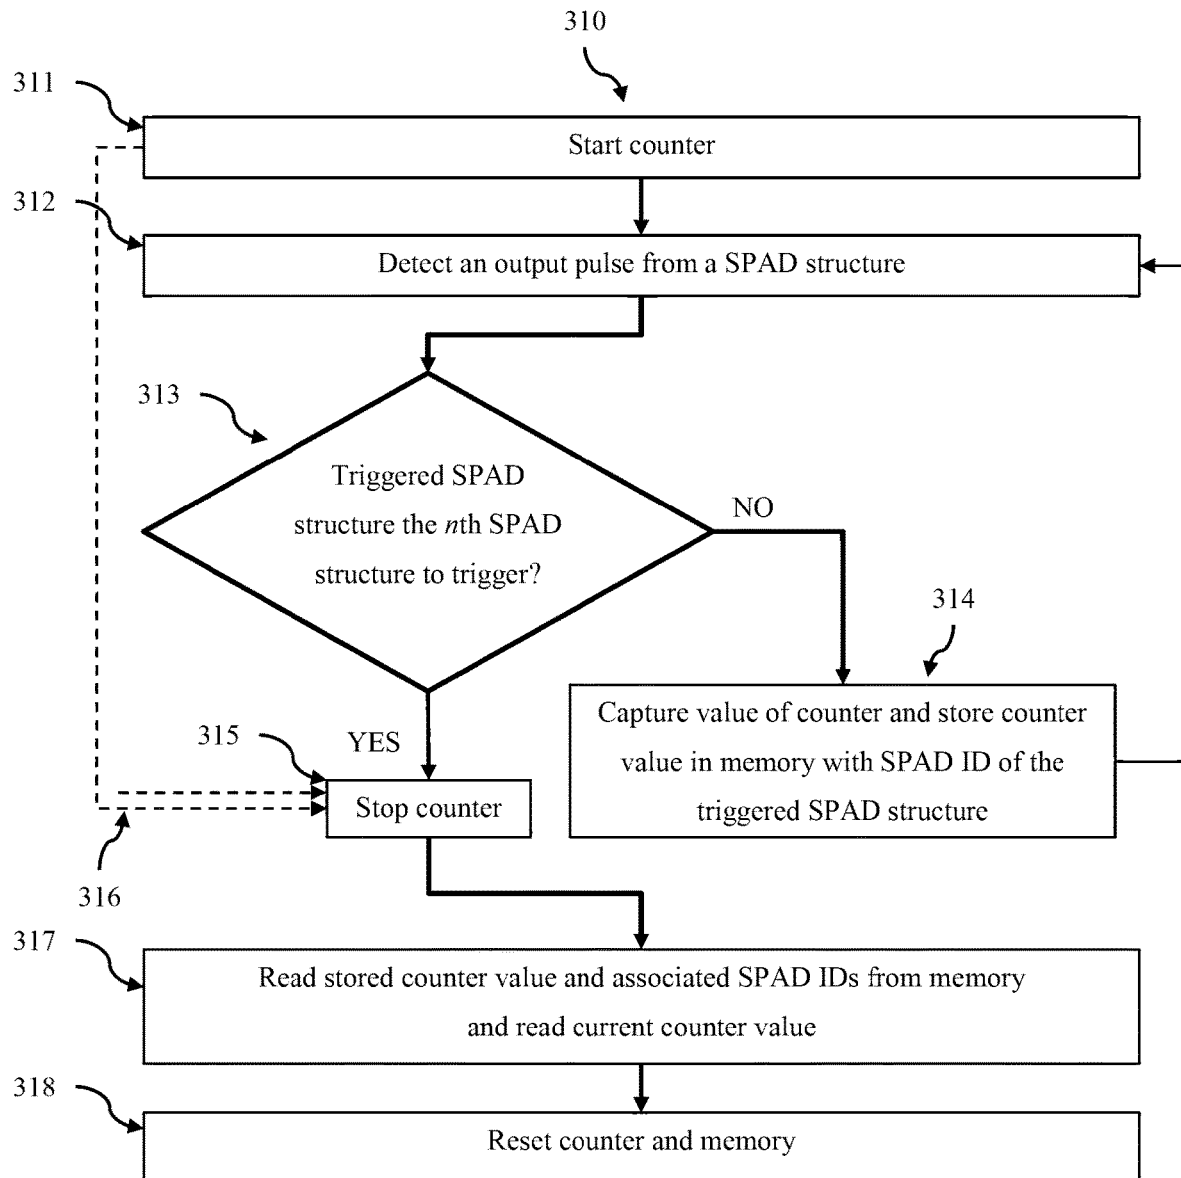 310
311
Start counter
312
Detect an output pulse from a SPAD structure
313
Triggered SPAD
structure the nth SPAD
structure to trigger?
NO
314
Capture value of counter and store counter
value in memory with SPAD ID of the
triggered SPAD structure
315
YES
Stop counter
316
317
Read stored counter value and associated SPAD IDs from memory
and read current counter value
318
Reset counter and memory